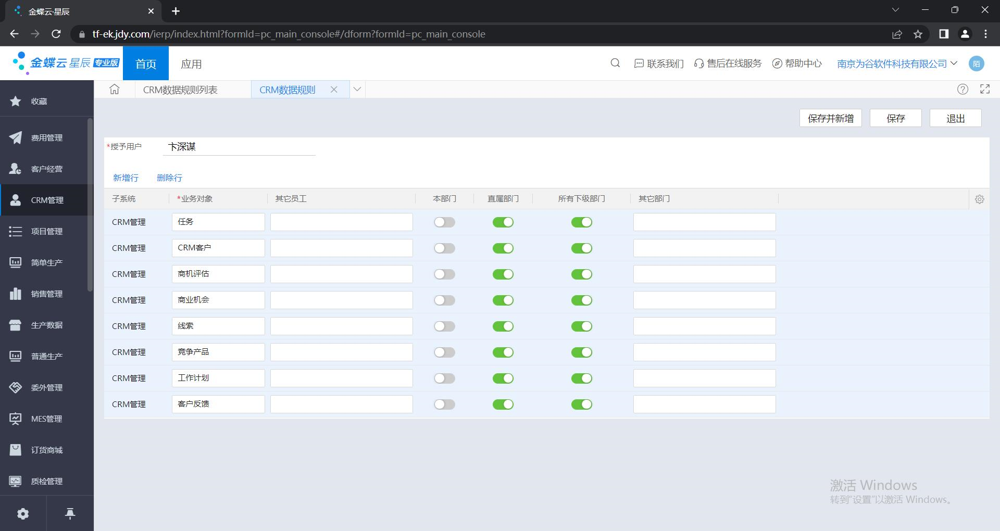 金蝶云·星辰
tf-ek.jdy.com/ierp/index.html?formId=pc_main_console#/dform?formId=pc_main_console
金蝶云 星辰 专业版
首页
应用
联系我们
售后在线服务
帮助中心
南京为谷软件科技有限公司
陌
收藏
费用管理
客户经营
CRM管理
项目管理
简单生产
销售管理
生产数据
普通生产
委外管理
MES管理
订货商城
质检管理
CRM数据规则列表
CRM数据规则
保存并新增
保存
退出
*授予用户
卞深谋
新增行
删除行
子系统 *业务对象 其它员工 本部门 直属部门 所有下级部门 其它部门
CRM管理 任务
CRM管理 CRM客户
CRM管理 商机评估
CRM管理 商业机会
CRM管理 线索
CRM管理 竞争产品
CRM管理 工作计划
CRM管理 客户反馈
激活 Windows
转到“设置”以激活 Windows。